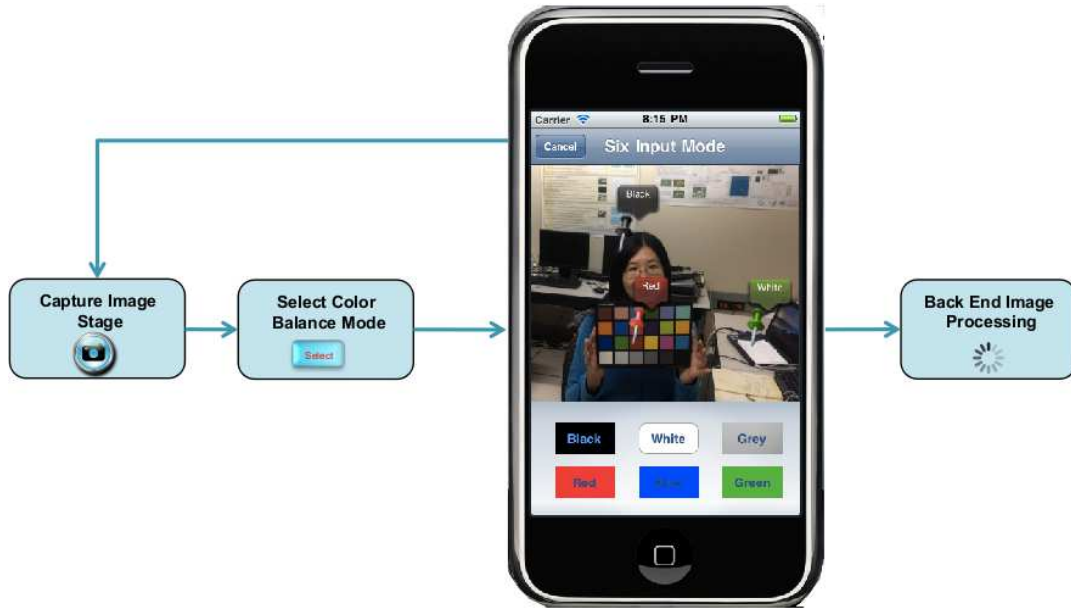 Carrier 8:15 PM
Cancel Six Input Mode
Black
Red
White
Capture Image
Stage
Select Color
Balance Mode
Select
Back End Image
Processing
Black White Grey
Red Blue Green